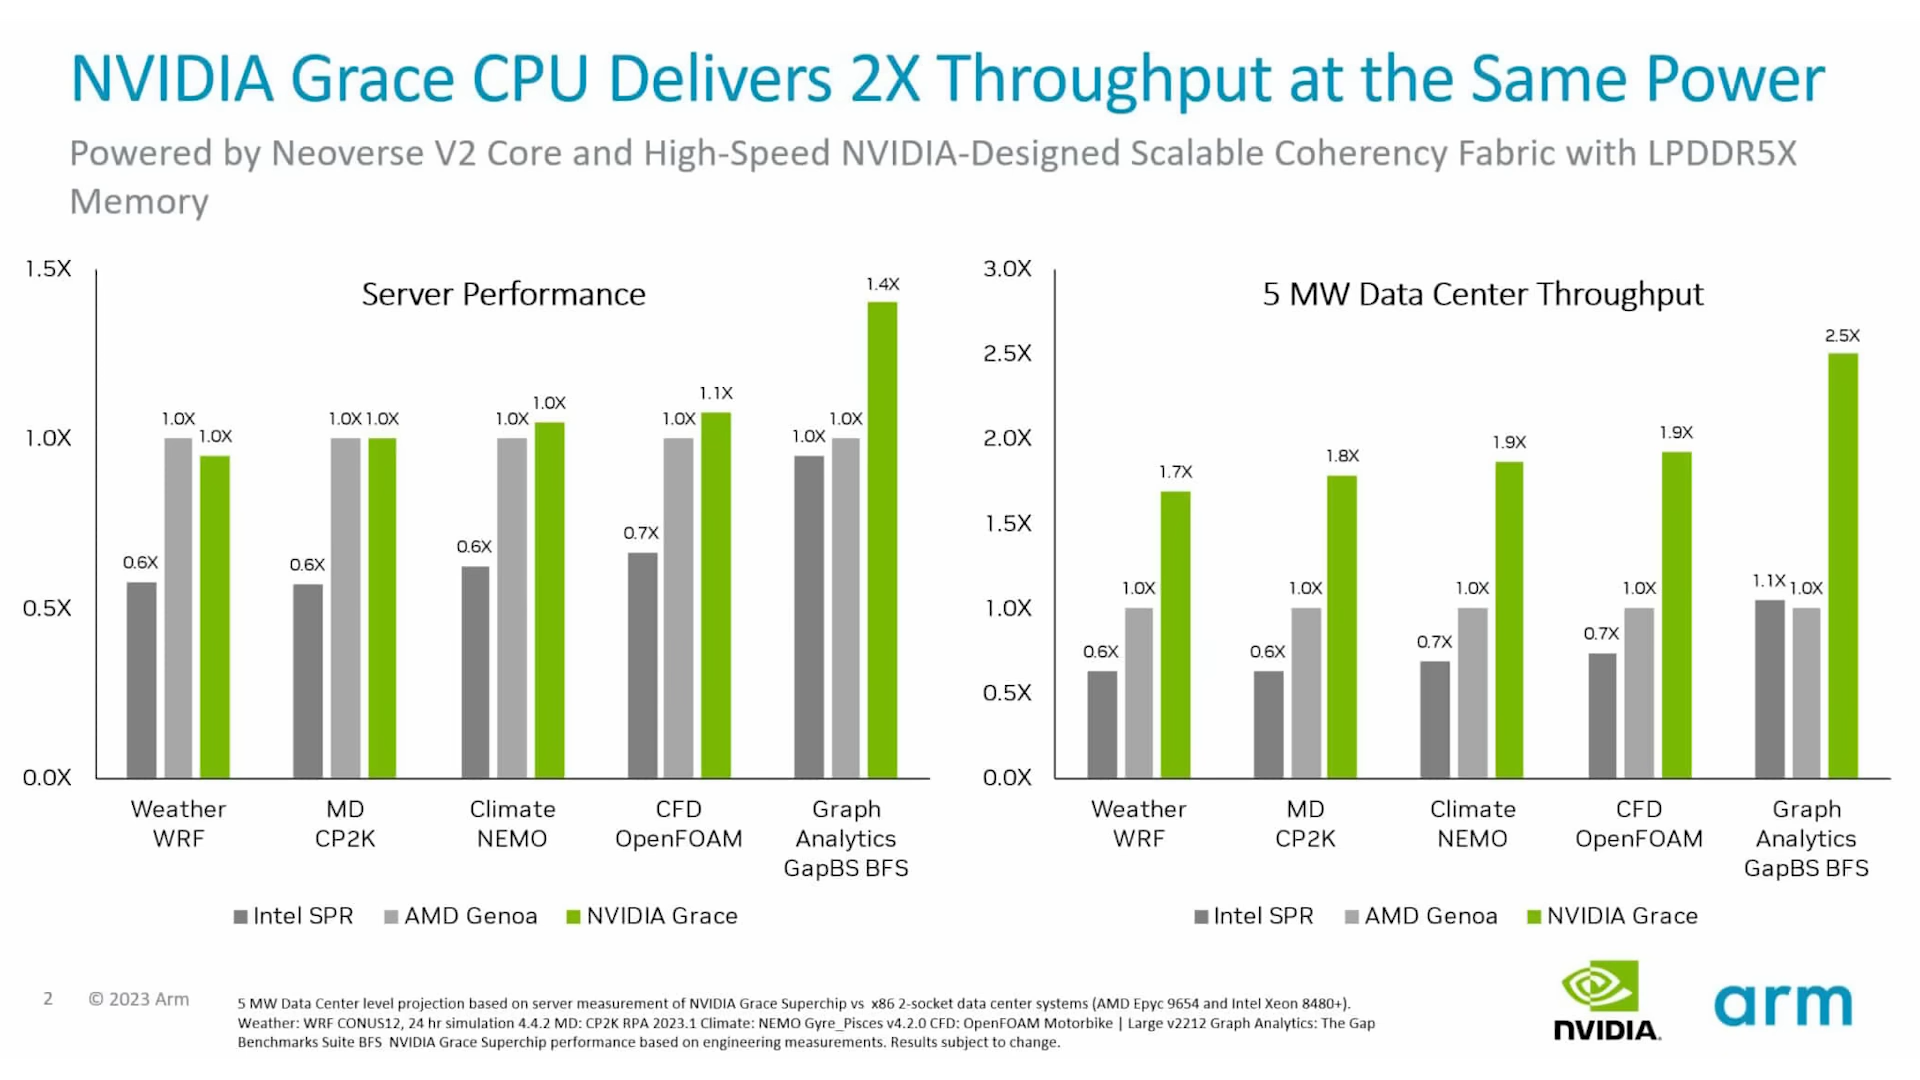 NVIDIA Grace CPU Delivers 2X Throughput at the Same Power
Powered by Neoverse V2 Core and High-Speed NVIDIA-Designed Scalable Coherency Fabric with LPDDR5X
Memory
Server Performance
1.5X
1.0X
0.5X
0.0X
0.6X
1.0X
1.0X
0.6X
1.0X
1.0X
0.6X
1.0X
1.0X
0.7X
1.0X
1.1X
1.0X
1.0X
1.4X
Weather
WRF
MD
CP2K
Climate
NEMO
CFD
OpenFOAM
Graph
Analytics
GapBS BFS
Intel SPR
AMD Genoa
NVIDIA Grace
5 MW Data Center Throughput
3.0X
2.5X
2.0X
1.5X
1.0X
0.5X
0.0X
0.6X
1.0X
1.7X
0.6X
1.0X
1.8X
0.7X
1.0X
1.9X
0.7X
1.0X
1.9X
1.1X
1.0X
2.5X
Weather
WRF
MD
CP2K
Climate
NEMO
CFD
OpenFOAM
Graph
Analytics
GapBS BFS
Intel SPR
AMD Genoa
NVIDIA Grace
2
© 2023 Arm
5 MW Data Center level projection based on server measurement of NVIDIA Grace Superchip vs x86 2-socket data center systems (AMD Epyc 9654 and Intel Xeon 8480+).
Weather: WRF CONUS12, 24 hr simulation 4.4.2 MD: CP2K RPA 2023.1 Climate: NEMO Gyre_Pisces v4.2.0 CFD: OpenFOAM Motorbike | Large v2212 Graph Analytics: The Gap
Benchmarks Suite BFS NVIDIA Grace Superchip performance based on engineering measurements. Results subject to change.
NVIDIA.
arm